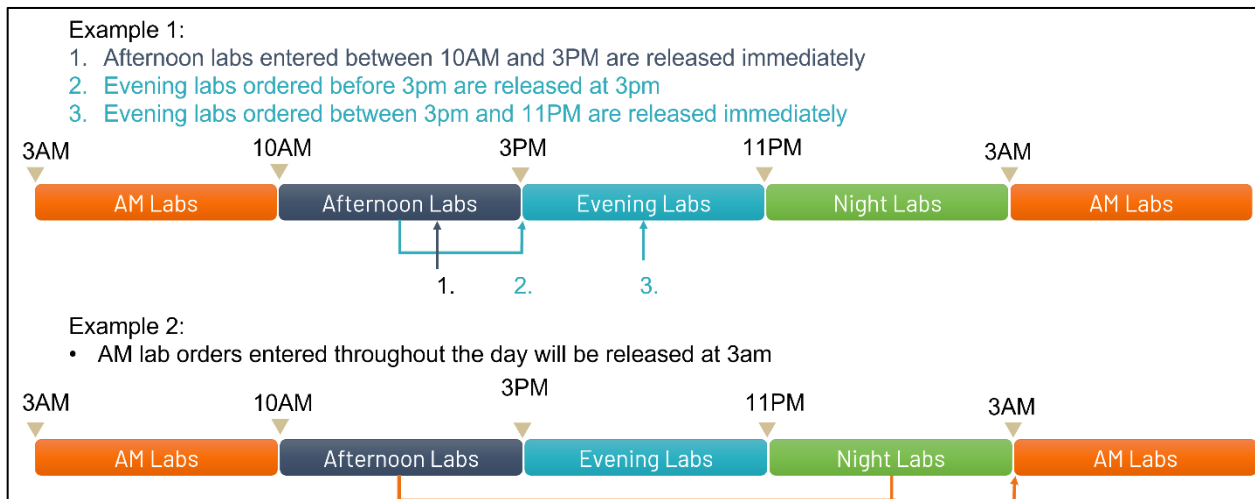 Example 1:
1. Afternoon labs entered between 10AM and 3PM are released immediately
2. Evening labs ordered before 3pm are released at 3pm
3. Evening labs ordered between 3pm and 11PM are released immediately
3AM 10AM 3PM 11PM 3AM
AM Labs Afternoon Labs Evening Labs Night Labs AM Labs
1. 2. 3.
Example 2:
• AM lab orders entered throughout the day will be released at 3am
3AM 10AM 3PM 11PM 3AM
AM Labs Afternoon Labs Evening Labs Night Labs AM Labs